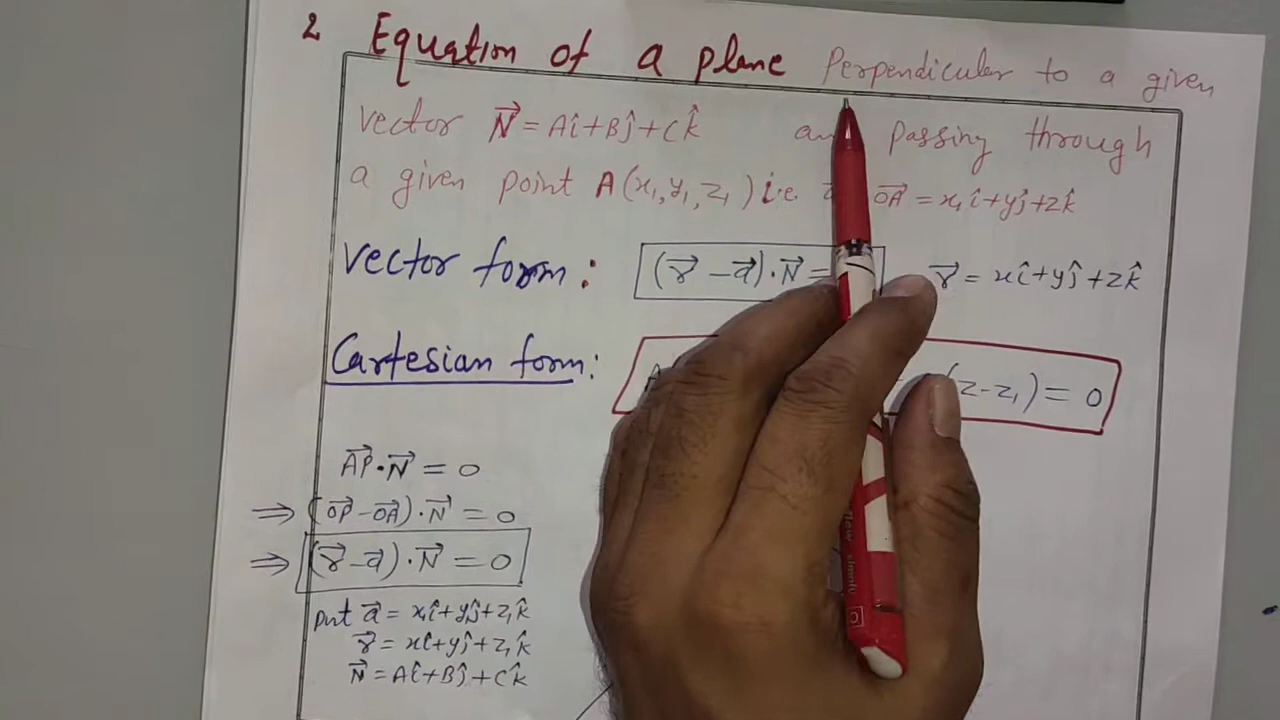 2 Equation of a plane Perpendicular to a given
vector N⃗ = Aî+Bĵ+Ck̂ passing through
a given point A(x₁,y₁,z₁) i.e. OA⃗ = x₁î+yĵ+zk̂
Vector form: (r⃗ - a⃗)·N⃗ = r⃗ = xî+yĵ+zk̂
Cartesian form: A (z-z₁) = 0
AP⃗·N⃗ = 0
⇒ (OP⃗ - OA⃗)·N⃗ = 0
⇒ (r⃗ - a⃗)·N⃗ = 0
put a⃗ = x₁î+y₁ĵ+z₁k̂
r⃗ = xî+yĵ+z₁k̂
N⃗ = Aî+Bĵ+Ck̂